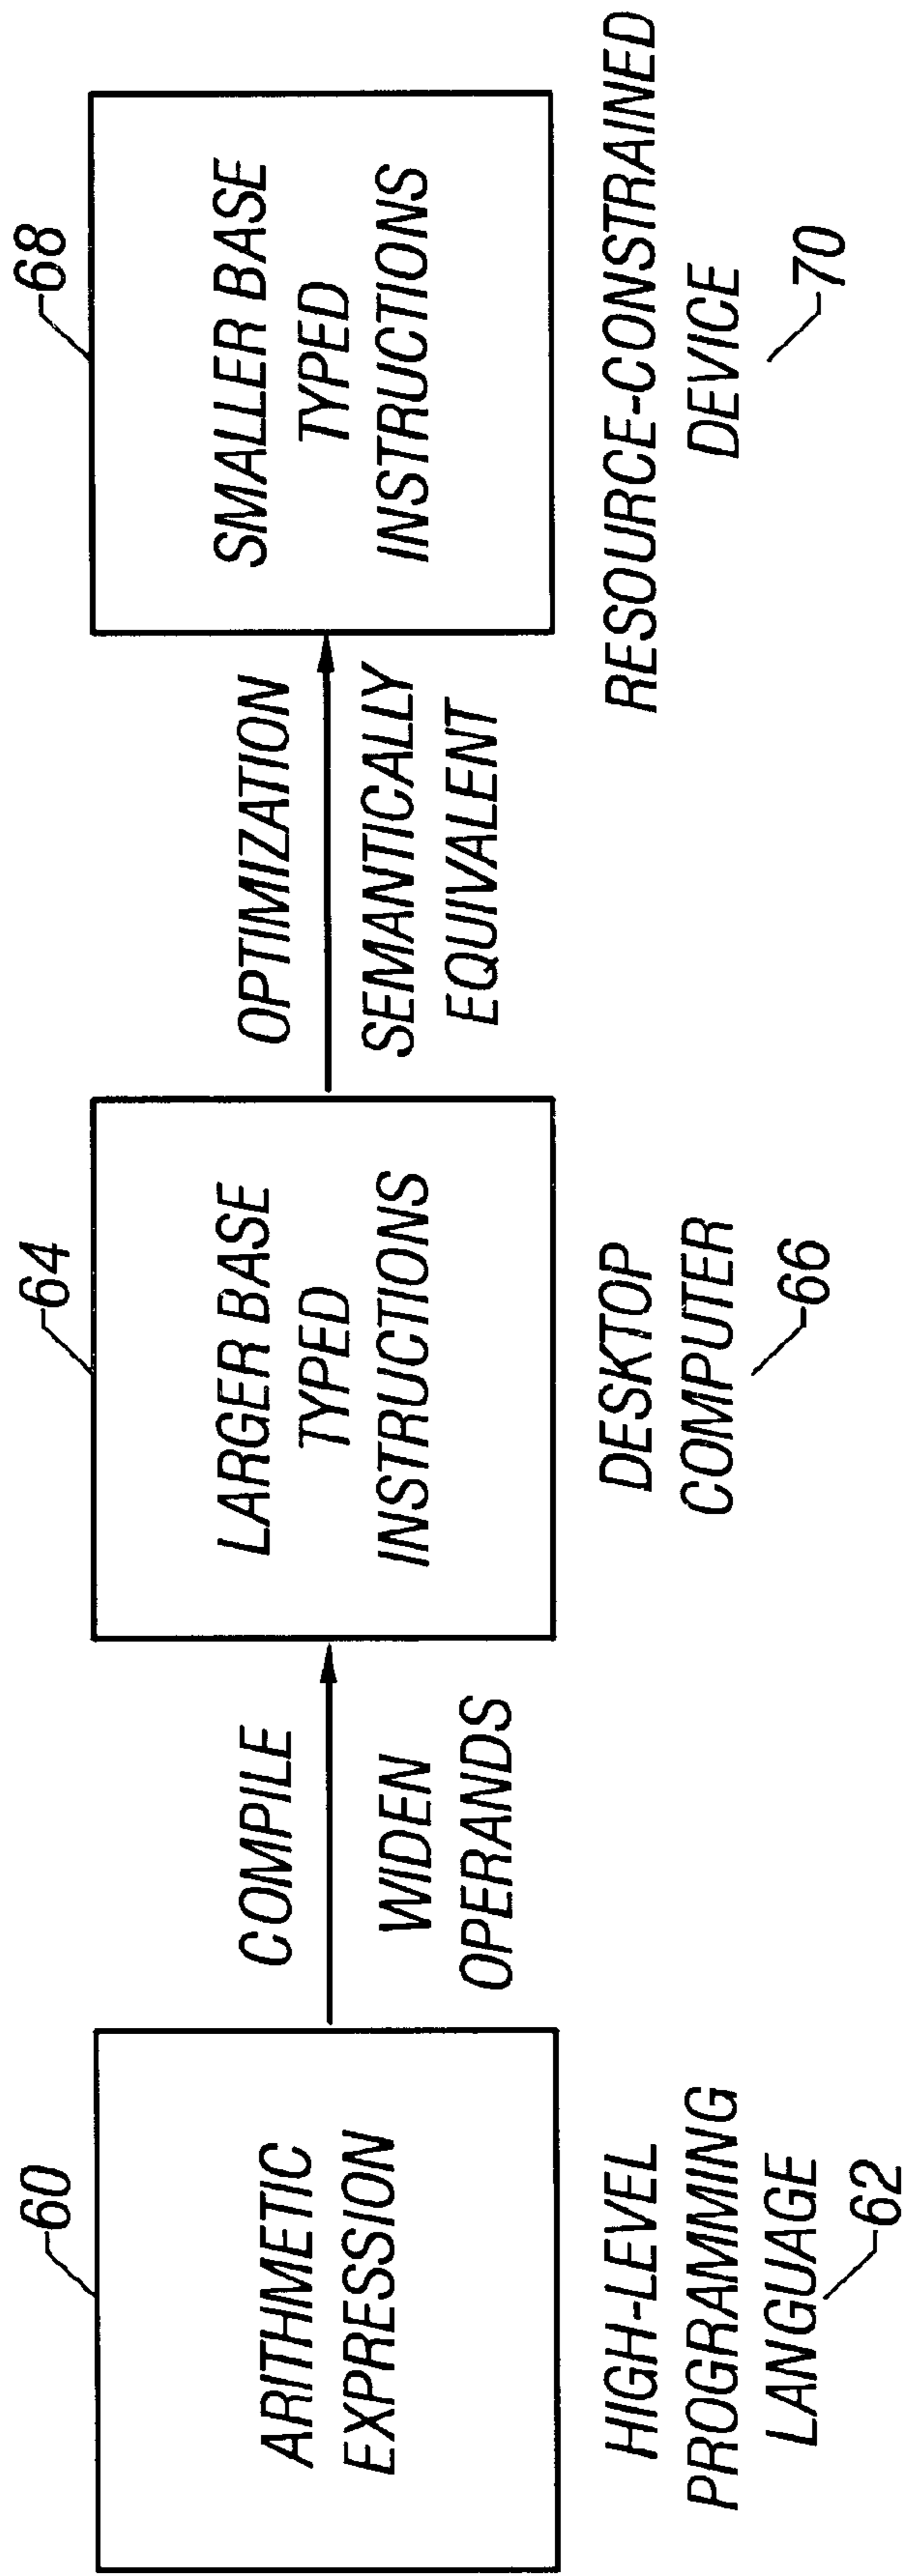 60
ARITHMETIC
EXPRESSION
HIGH-LEVEL
PROGRAMMING
LANGUAGE
62
COMPILE
WIDEN
OPERANDS
64
LARGER BASE
TYPED
INSTRUCTIONS
DESKTOP
COMPUTER
66
OPTIMIZATION
SEMANTICALLY
EQUIVALENT
68
SMALLER BASE
TYPED
INSTRUCTIONS
RESOURCE-CONSTRAINED
DEVICE
70